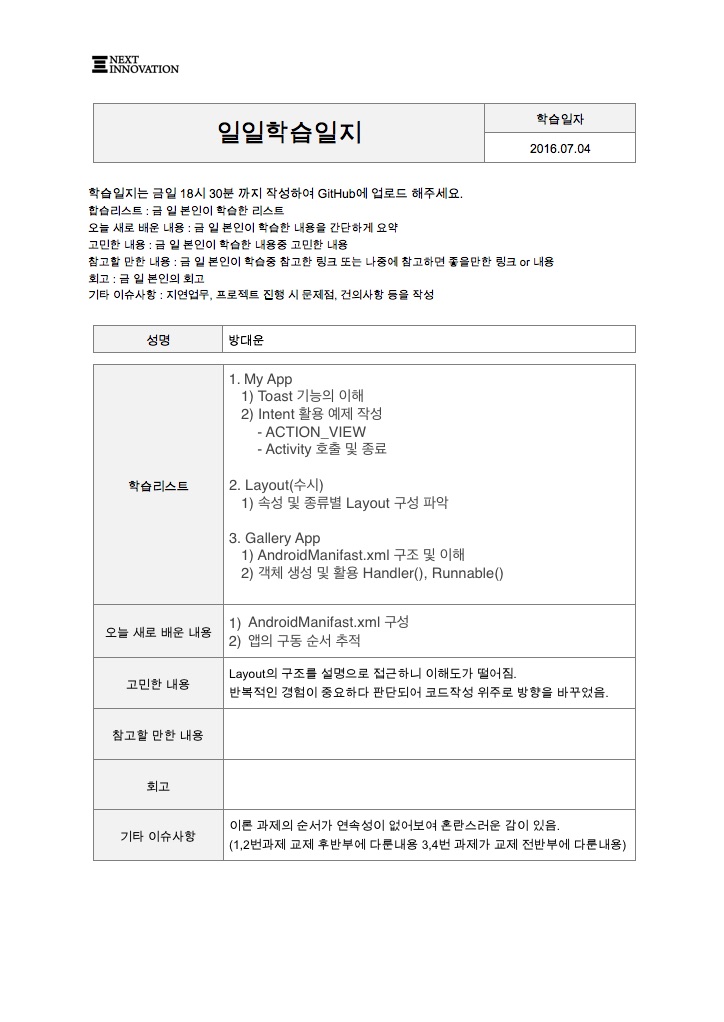 NEXT
INNOVATION
일일학습일지
학습일자
2016.07.04
학습일지는 금일 18시 30분 까지 작성하여 GitHub에 업로드 해주세요.
합습리스트 : 금 일 본인이 학습한 리스트
오늘 새로 배운 내용 : 금 일 본인이 학습한 내용을 간단하게 요약
고민한 내용 : 금 일 본인이 학습한 내용중 고민한 내용
참고할 만한 내용 : 금 일 본인이 학습중 참고한 링크 또는 나중에 참고하면 좋을만한 링크 or 내용
회고 : 금 일 본인의 회고
기타 이슈사항 : 지연업무, 프로젝트 진행 시 문제점, 건의사항 등을 작성
성명
방대운
학습리스트
1. My App
1) Toast 기능의 이해
2) Intent 활용 예제 작성
- ACTION_VIEW
- Activity 호출 및 종료
2. Layout(수시)
1) 속성 및 종류별 Layout 구성 파악
3. Gallery App
1) AndroidManifast.xml 구조 및 이해
2) 객체 생성 및 활용 Handler(), Runnable()
오늘 새로 배운 내용
1) AndroidManifast.xml 구성
2) 앱의 구동 순서 추적
고민한 내용
Layout의 구조를 설명으로 접근하니 이해도가 떨어짐.
반복적인 경험이 중요하다 판단되어 코드작성 위주로 방향을 바꾸었음.
참고할 만한 내용
회고
기타 이슈사항
이론 과제의 순서가 연속성이 없어보여 혼란스러운 감이 있음.
(1,2번과제 교제 후반부에 다룬내용 3,4번 과제가 교제 전반부에 다룬내용)